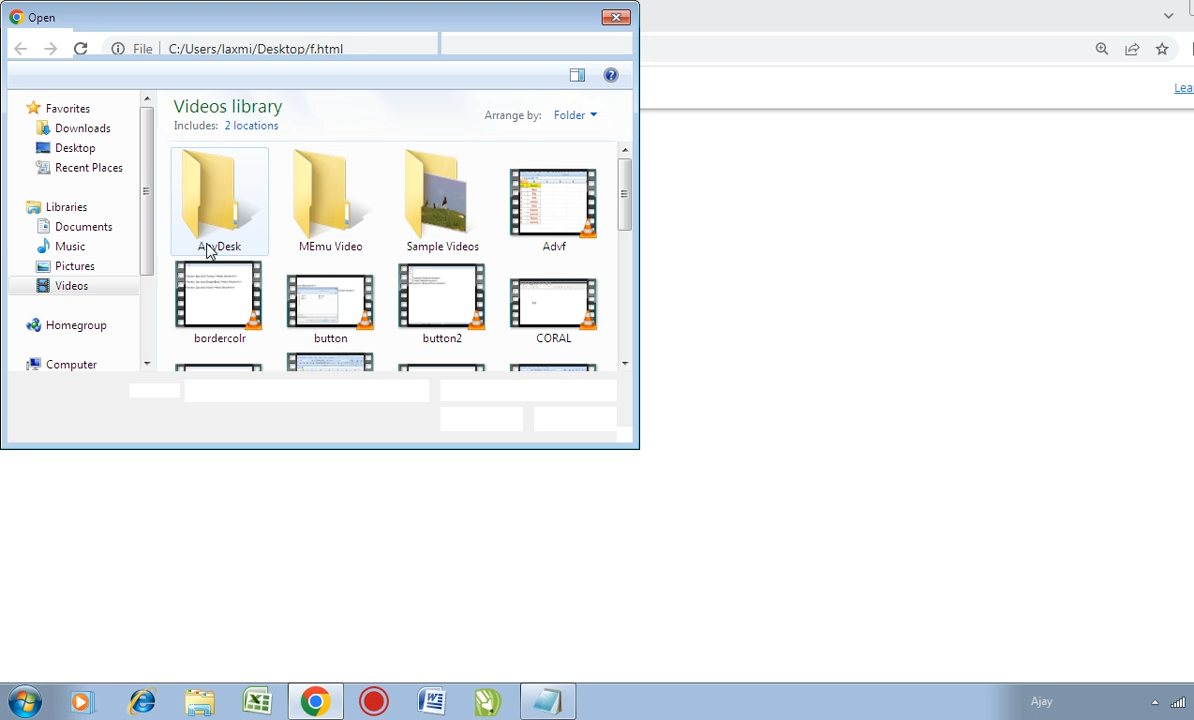 Open
File C:/Users/laxmi/Desktop/f.html
Lea
Favorites
Downloads
Desktop
Recent Places
Libraries
Documents
Music
Pictures
Videos
Homegroup
Computer
Videos library
Includes: 2 locations
Arrange by: Folder
AnyDesk
MEmu Video
Sample Videos
Advf
bordercolr
button
button2
CORAL
Ajay